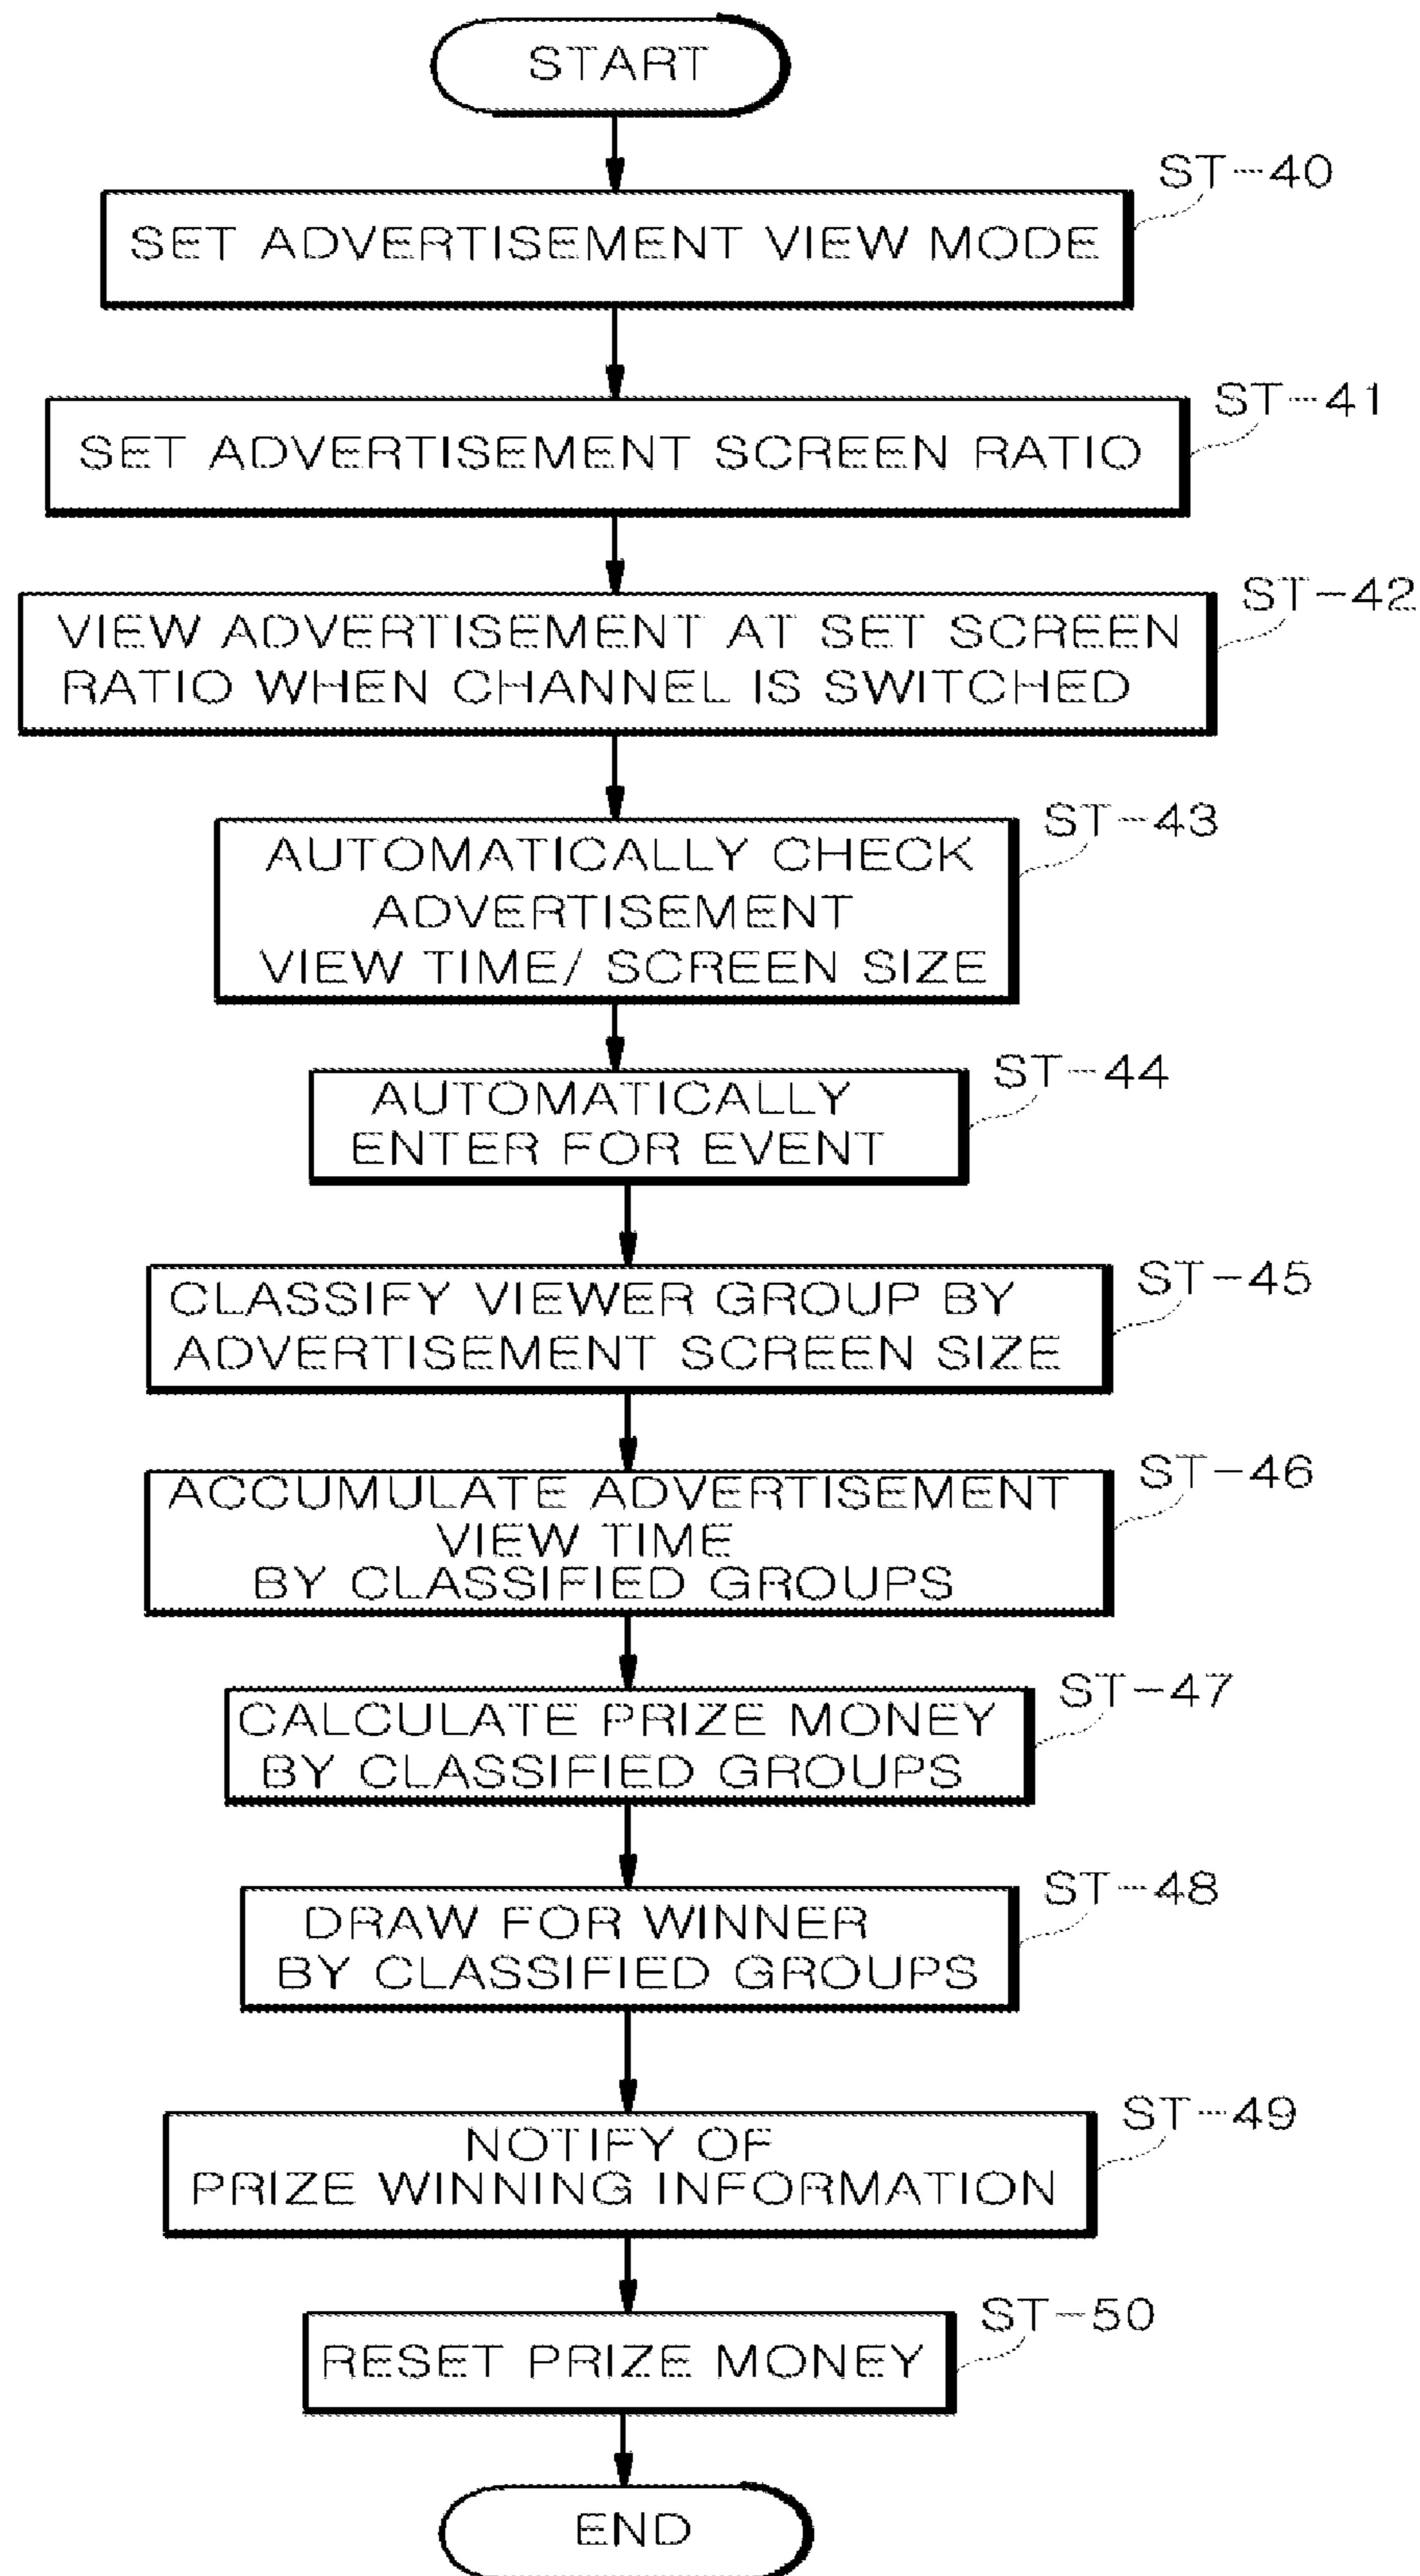 START
ST-40
SET ADVERTISEMENT VIEW MODE
ST-41
SET ADVERTISEMENT SCREEN RATIO
ST-42
VIEW ADVERTISEMENT AT SET SCREEN
RATIO WHEN CHANNEL IS SWITCHED
ST-43
AUTOMATICALLY CHECK
ADVERTISEMENT
VIEW TIME/ SCREEN SIZE
ST-44
AUTOMATICALLY
ENTER FOR EVENT
ST-45
CLASSIFY VIEWER GROUP BY
ADVERTISEMENT SCREEN SIZE
ST-46
ACCUMULATE ADVERTISEMENT
VIEW TIME
BY CLASSIFIED GROUPS
ST-47
CALCULATE PRIZE MONEY
BY CLASSIFIED GROUPS
ST-48
DRAW FOR WINNER
BY CLASSIFIED GROUPS
ST-49
NOTIFY OF
PRIZE WINNING INFORMATION
ST-50
RESET PRIZE MONEY
END